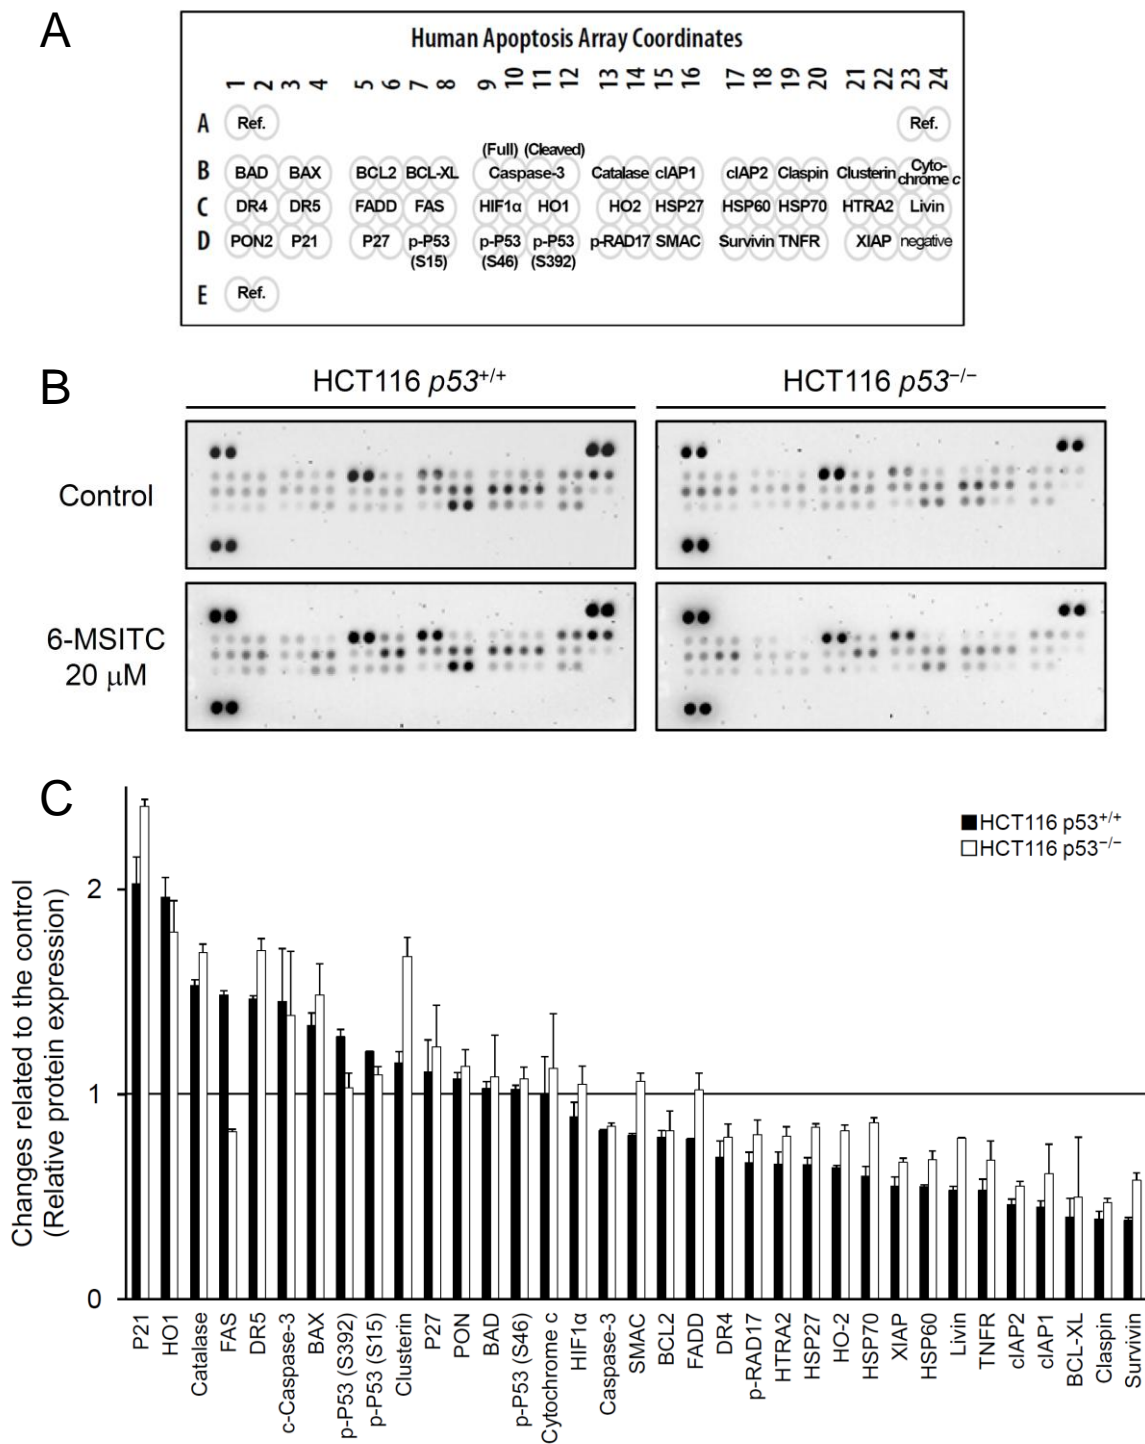 A
Human Apoptosis Array Coordinates
1 2 3 4 5 6 7 8 9 10 11 12 13 14 15 16 17 18 19 20 21 22 23 24
A Ref. Ref.
(Full) (Cleaved)
B BAD BAX BCL2 BCL-XL Caspase-3 Catalase cIAP1 cIAP2 Claspin Clusterin Cyto-
chrome c
C DR4 DR5 FADD FAS HIF1α HO1 HO2 HSP27 HSP60 HSP70 HTRA2 Livin
D PON2 P21 P27 p-P53 p-P53 p-P53 p-RAD17 SMAC Survivin TNFR XIAP negative
(S15) (S46) (S392)
E Ref.
B
HCT116 p53+/+ HCT116 p53−/−
Control
6-MSITC
20 μM
C
HCT116 p53+/+
HCT116 p53−/−
Changes related to the control
(Relative protein expression)
2
1
0
P21
HO1
Catalase
FAS
DR5
c-Caspase-3
BAX
p-P53 (S392)
p-P53 (S15)
Clusterin
P27
PON
BAD
p-P53 (S46)
Cytochrome c
HIF1α
Caspase-3
SMAC
BCL2
FADD
DR4
p-RAD17
HTRA2
HSP27
HO-2
HSP70
XIAP
HSP60
Livin
TNFR
cIAP2
cIAP1
BCL-XL
Claspin
Survivin